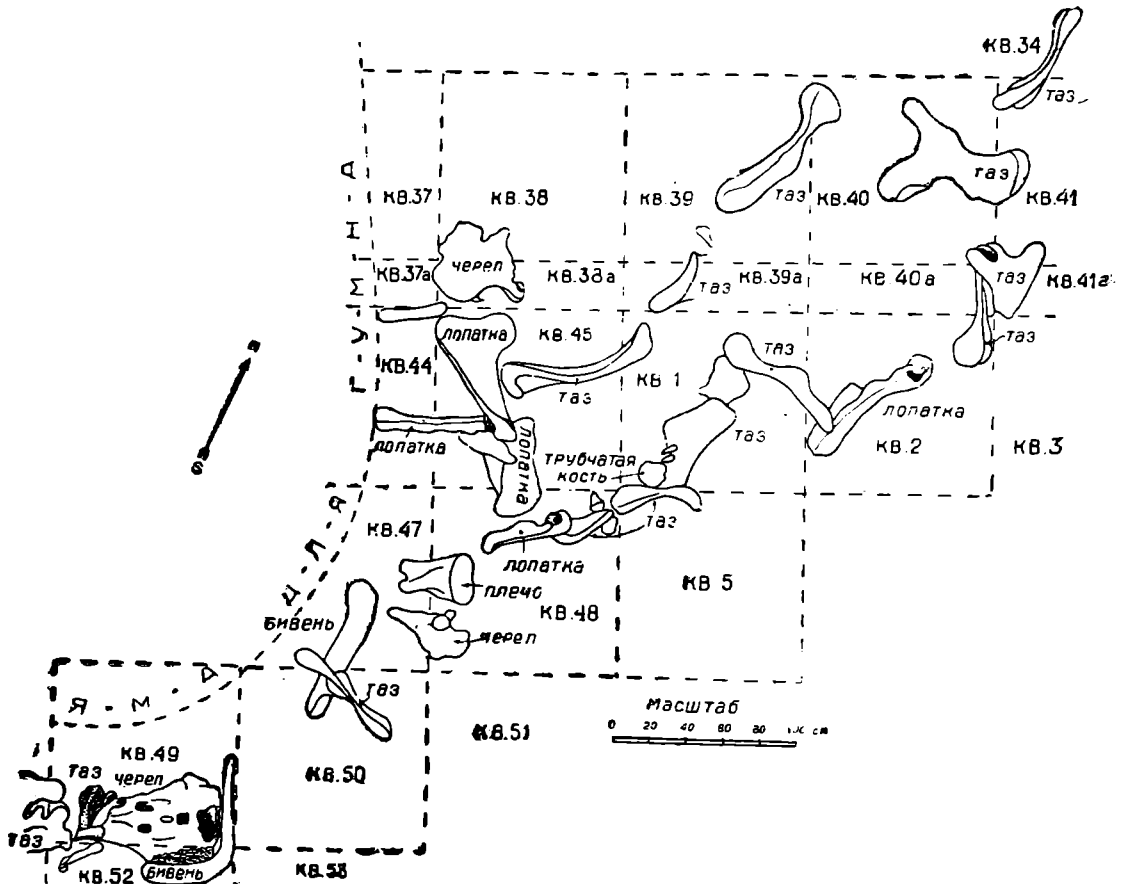 КВ.34
таз
А
Н
М
У
Г
КВ.37
КВ.38
КВ.39
таз
КВ.40
таз
КВ.41
КВ.37а
череп
КВ.38а
таз
КВ.39а
КВ.40а
таз
КВ.41а
лопатка
КВ.45
КВ.44
таз
КВ 1
таз
таз
лопатка
лопатка
лопатка
таз
трубчатая
кость
КВ.2
КВ.3
КВ.47
таз
лопатка
плечо
КВ 5
КВ.48
бивень
череп
таз
Я М А
Масштаб
0 20 40 60 80 100 cm
КВ.49
КВ.50
КВ.51
таз
череп
таз
КВ.52
бивень
КВ.53